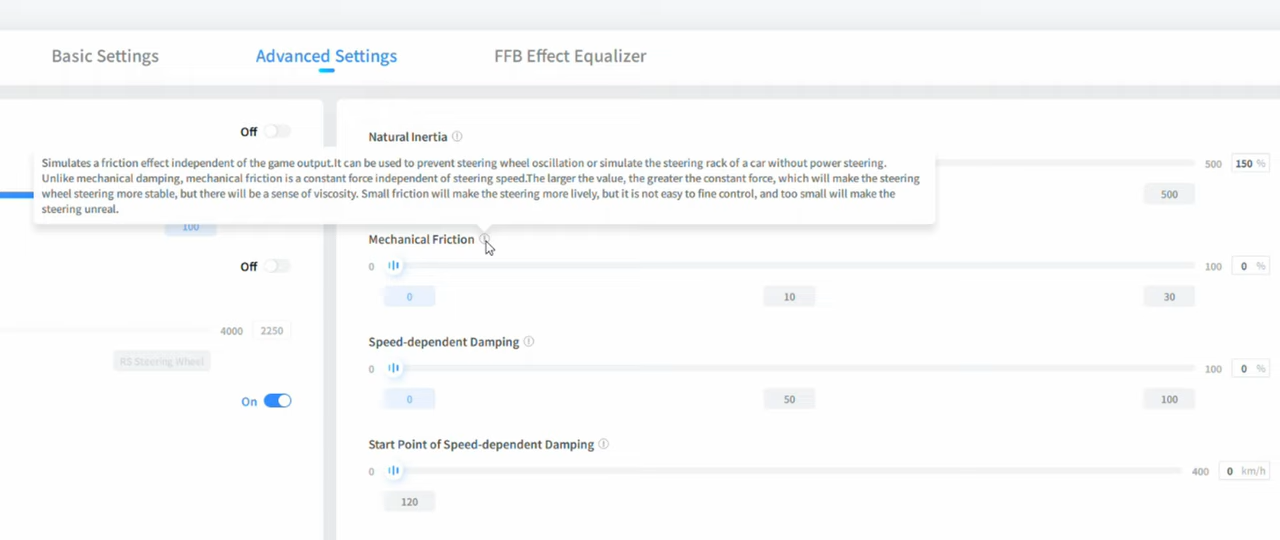 Basic Settings
Advanced Settings
FFB Effect Equalizer
Off
Natural Inertia
Simulates a friction effect independent of the game output.It can be used to prevent steering wheel oscillation or simulate the steering rack of a car without power steering.
Unlike mechanical damping, mechanical friction is a constant force independent of steering speed.The larger the value, the greater the constant force, which will make the steering
wheel steering more stable, but there will be a sense of viscosity. Small friction will make the steering more lively, but it is not easy to fine control, and too small will make the
steering unreal.
500 150 %
500
100
Mechanical Friction
Off
0 100 0 %
0 10 30
4000 2250
RS Steering Wheel
Speed-dependent Damping
0 100 0 %
0 50 100
On
Start Point of Speed-dependent Damping
0 400 0 km/h
120